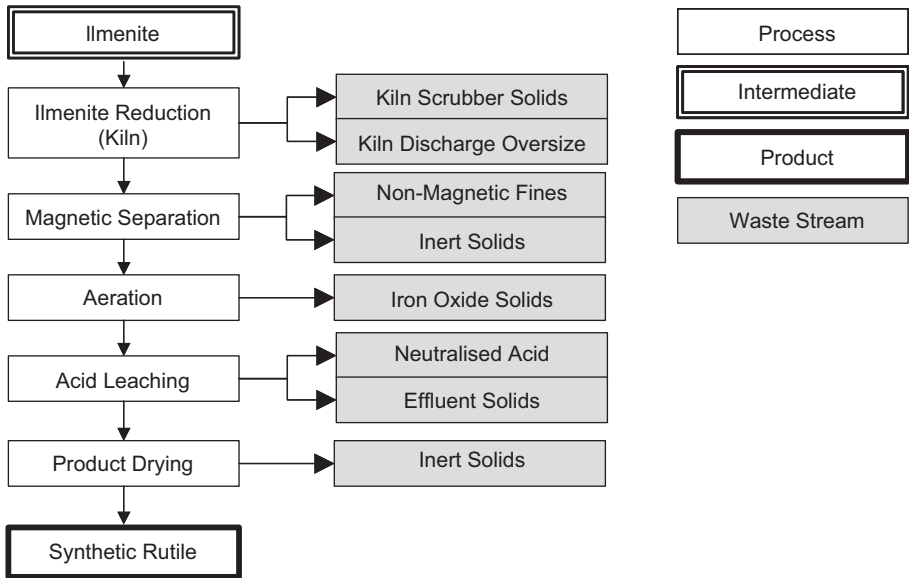 Ilmenite
Process
Ilmenite Reduction
(Kiln)
Kiln Scrubber Solids
Kiln Discharge Oversize
Intermediate
Product
Magnetic Separation
Non-Magnetic Fines
Inert Solids
Waste Stream
Aeration
Iron Oxide Solids
Acid Leaching
Neutralised Acid
Effluent Solids
Product Drying
Inert Solids
Synthetic Rutile